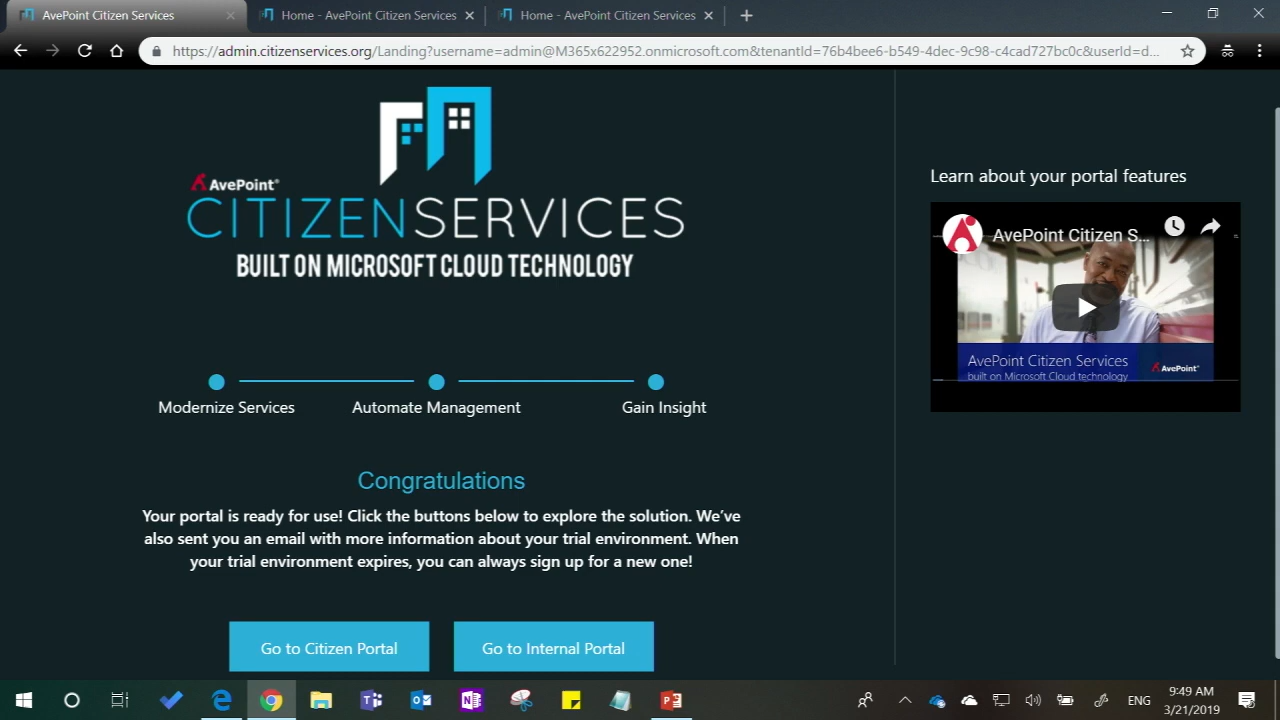 AvePoint Citizen Services
Home - AvePoint Citizen Services
Home - AvePoint Citizen Services
https://admin.citizenservices.org/Landing?username=admin@M365x622952.onmicrosoft.com&tenantId=76b4bee6-b549-4dec-9c98-c4cad727bc0c&userId=d...
AvePoint®
CITIZENSERVICES
BUILT ON MICROSOFT CLOUD TECHNOLOGY
Modernize Services
Automate Management
Gain Insight
Congratulations
Your portal is ready for use! Click the buttons below to explore the solution. We’ve
also sent you an email with more information about your trial environment. When
your trial environment expires, you can always sign up for a new one!
Go to Citizen Portal
Go to Internal Portal
Learn about your portal features
AvePoint Citizen S...
AvePoint Citizen Services
built on Microsoft Cloud technology
AvePoint®
ENG
9:49 AM
3/21/2019